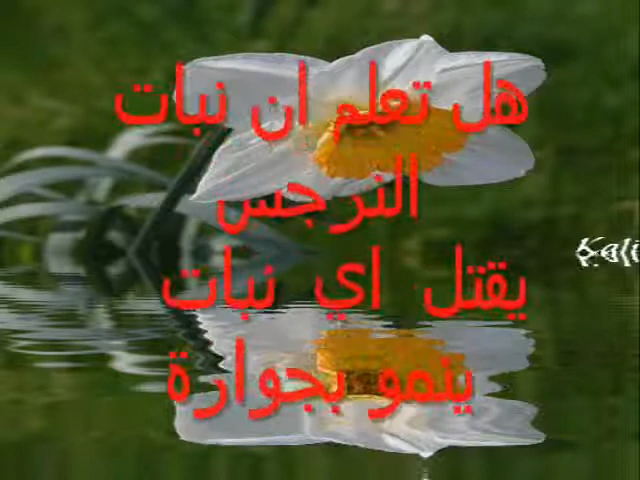 هل تعلم ان نبات
النرجس
يقتل اي نبات
ينمو بجوارة